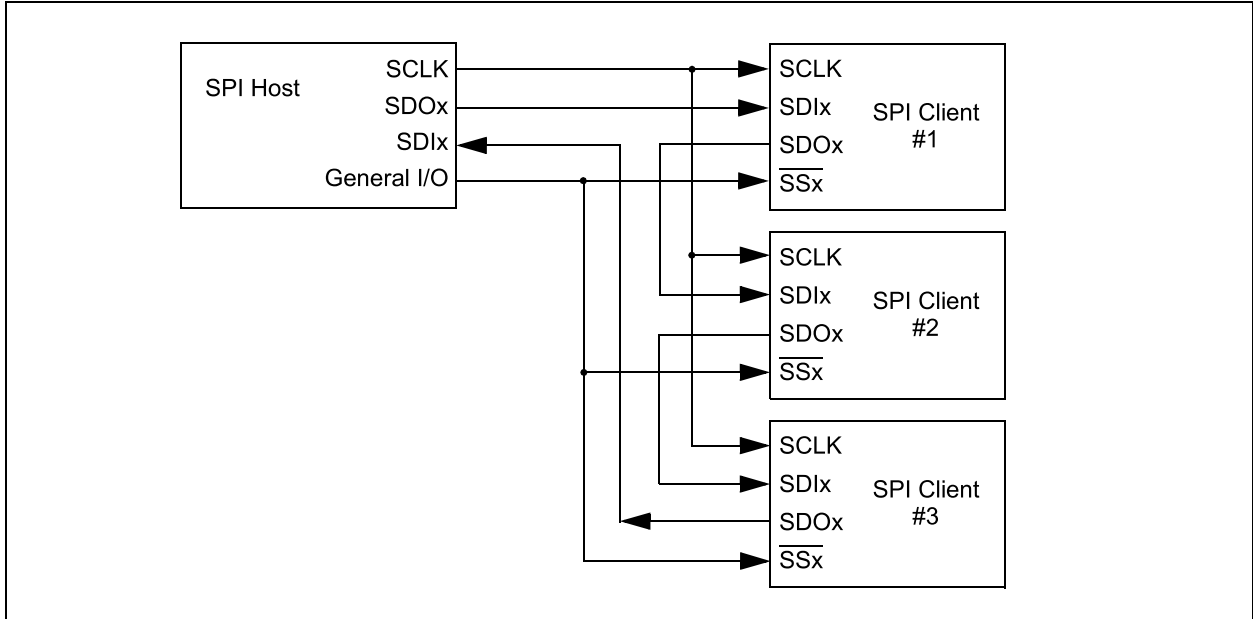 SPI Host
SCLK
SDOx
SDIx
General I/O
SCLK
SDIx
SDOx
SSx
SPI Client
#1
SCLK
SDIx
SDOx
SSx
SPI Client
#2
SCLK
SDIx
SDOx
SSx
SPI Client
#3